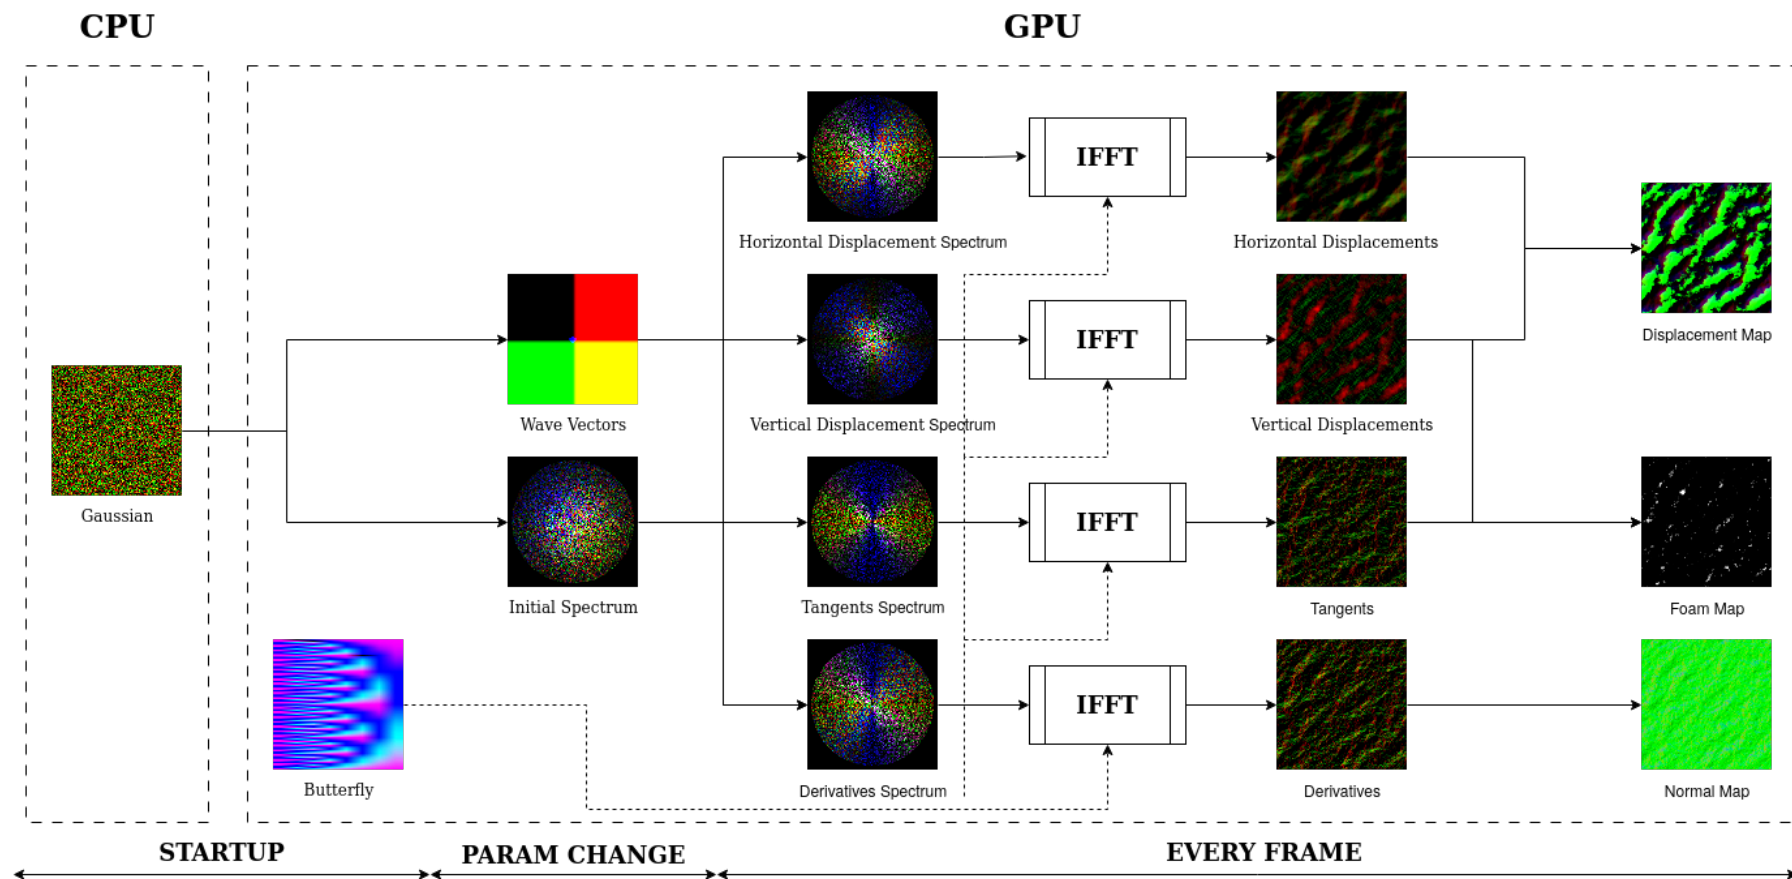 CPU
GPU
IFFT
Horizontal Displacement Spectrum
Horizontal Displacements
IFFT
Displacement Map
Wave Vectors
Vertical Displacement Spectrum
Vertical Displacements
Gaussian
IFFT
Initial Spectrum
Tangents Spectrum
Tangents
Foam Map
IFFT
Butterfly
Derivatives Spectrum
Derivatives
Normal Map
STARTUP
PARAM CHANGE
EVERY FRAME